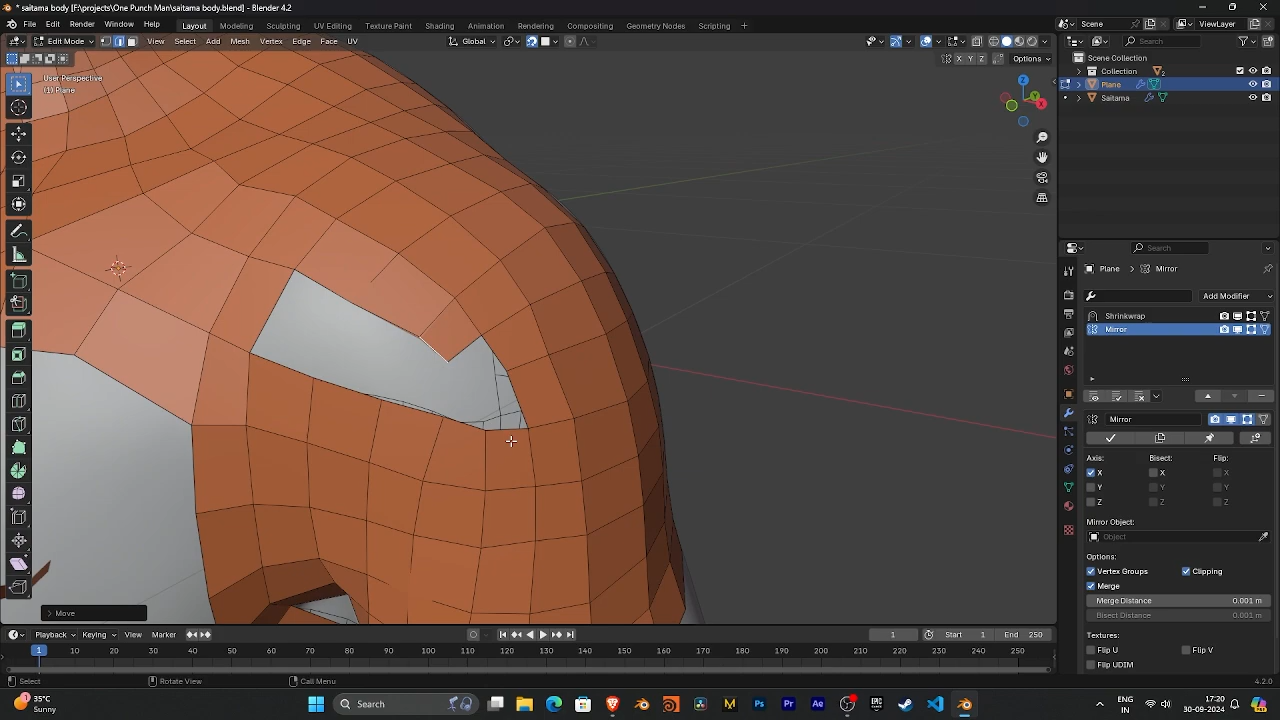 * saitama body [F:\projects\One Punch Man\saitama body.blend] - Blender 4.2
File Edit Render Window Help Layout Modeling Sculpting UV Editing Texture Paint Shading Animation Rendering Compositing Geometry Nodes Scripting + Scene ViewLayer
Edit Mode View Select Add Mesh Vertex Edge Face UV Global Search
X Y Z Options
User Perspective
(1) Plane
Scene Collection
Collection 2
Plane
Saitama
Z
Y
X
Search
Plane > Mirror
Add Modifier
Shrinkwrap
Mirror
Mirror
Axis: Bisect: Flip:
X X X
Y Y Y
Z Z Z
Mirror Object:
Object
Options:
Vertex Groups Clipping
Merge
Merge Distance 0.001 m
Bisect Distance 0.001 m
Textures:
Flip U Flip V
Flip UDIM
> Move
Playback Keying View Marker 1 Start 1 End 250
1 10 20 30 40 50 60 70 80 90 100 110 120 130 140 150 160 170 180 190 200 210 220 230 240 250
Select Rotate View Call Menu
35°C
Sunny
Search
ENG
IN
17:20
30-09-2024